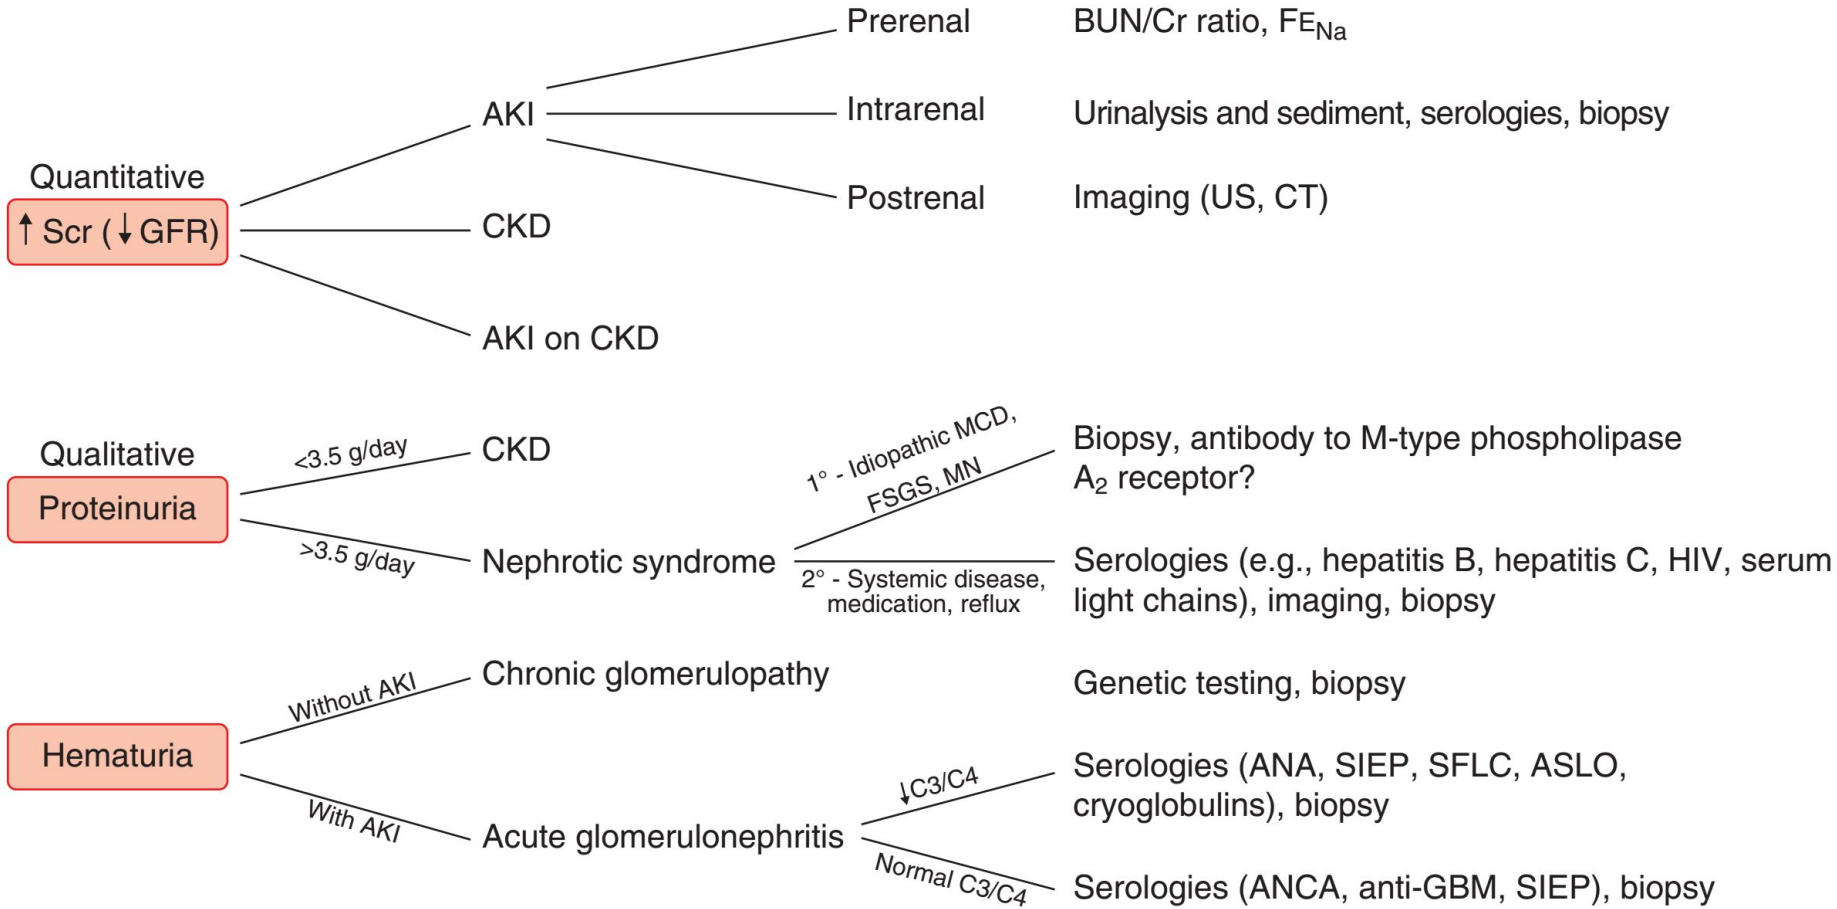 Prerenal
BUN/Cr ratio, FENa
AKI
Intrarenal
Urinalysis and sediment, serologies, biopsy
Quantitative
↑ Scr (↓ GFR)
Postrenal
Imaging (US, CT)
CKD
AKI on CKD
Qualitative
Proteinuria
<3.5 g/day
CKD
>3.5 g/day
Nephrotic syndrome
1° - Idiopathic MCD,
FSGS, MN
Biopsy, antibody to M-type phospholipase
A2 receptor?
2° - Systemic disease,
medication, reflux
Serologies (e.g., hepatitis B, hepatitis C, HIV, serum
light chains), imaging, biopsy
Hematuria
Without AKI
Chronic glomerulopathy
Genetic testing, biopsy
With AKI
Acute glomerulonephritis
↓C3/C4
Serologies (ANA, SIEP, SFLC, ASLO,
cryoglobulins), biopsy
Normal C3/C4
Serologies (ANCA, anti-GBM, SIEP), biopsy